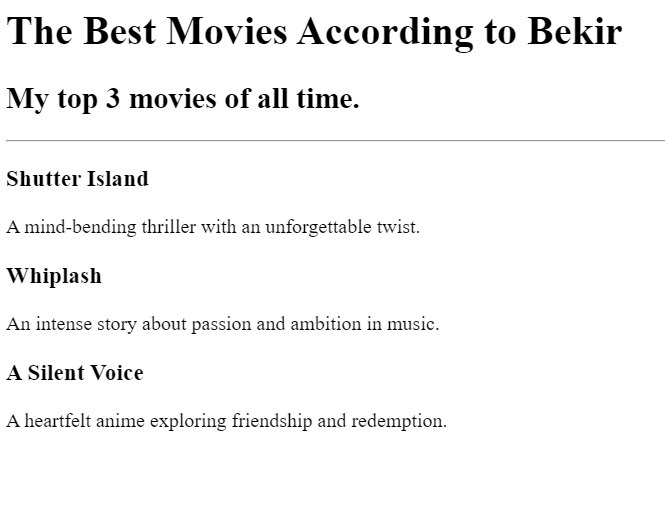 The Best Movies According to Bekir
My top 3 movies of all time.
Shutter Island
A mind-bending thriller with an unforgettable twist.
Whiplash
An intense story about passion and ambition in music.
A Silent Voice
A heartfelt anime exploring friendship and redemption.